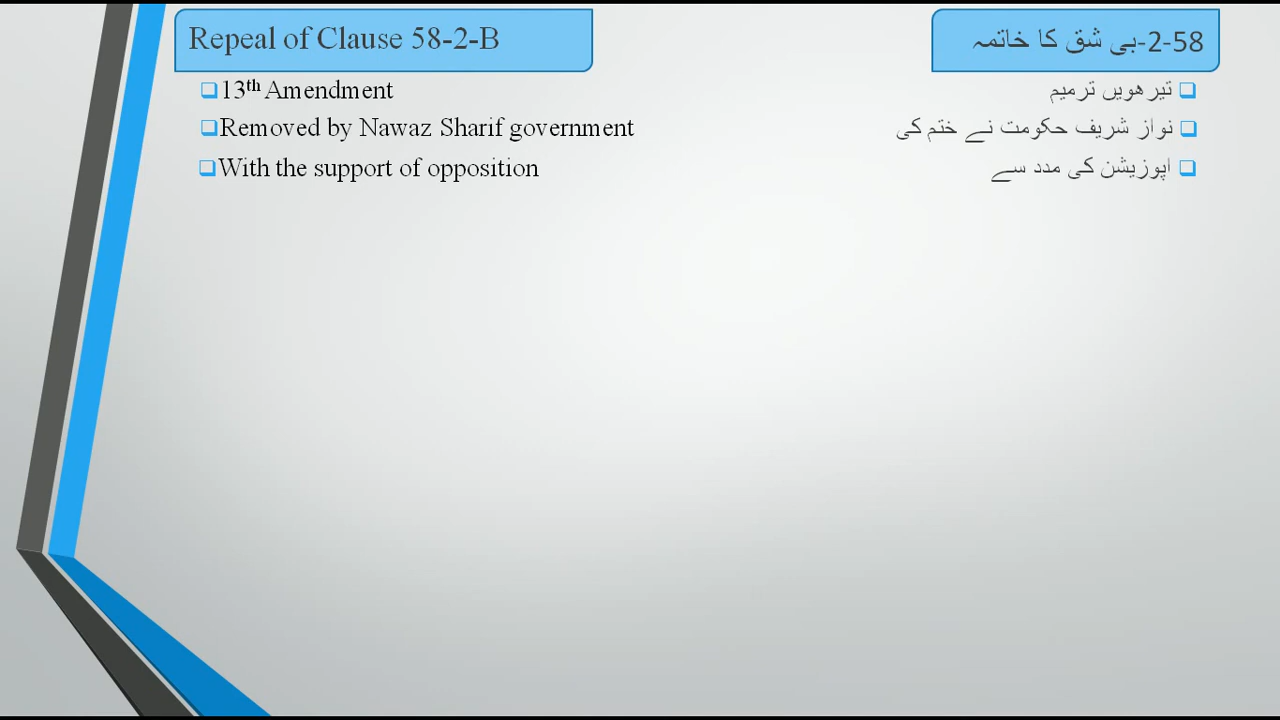 Repeal of Clause 58-2-B
58-2-بی شق کا خاتمہ
13th Amendment
تیرھویں ترمیم
Removed by Nawaz Sharif government
نواز شریف حکومت نے ختم کی
With the support of opposition
اپوزیشن کی مدد سے